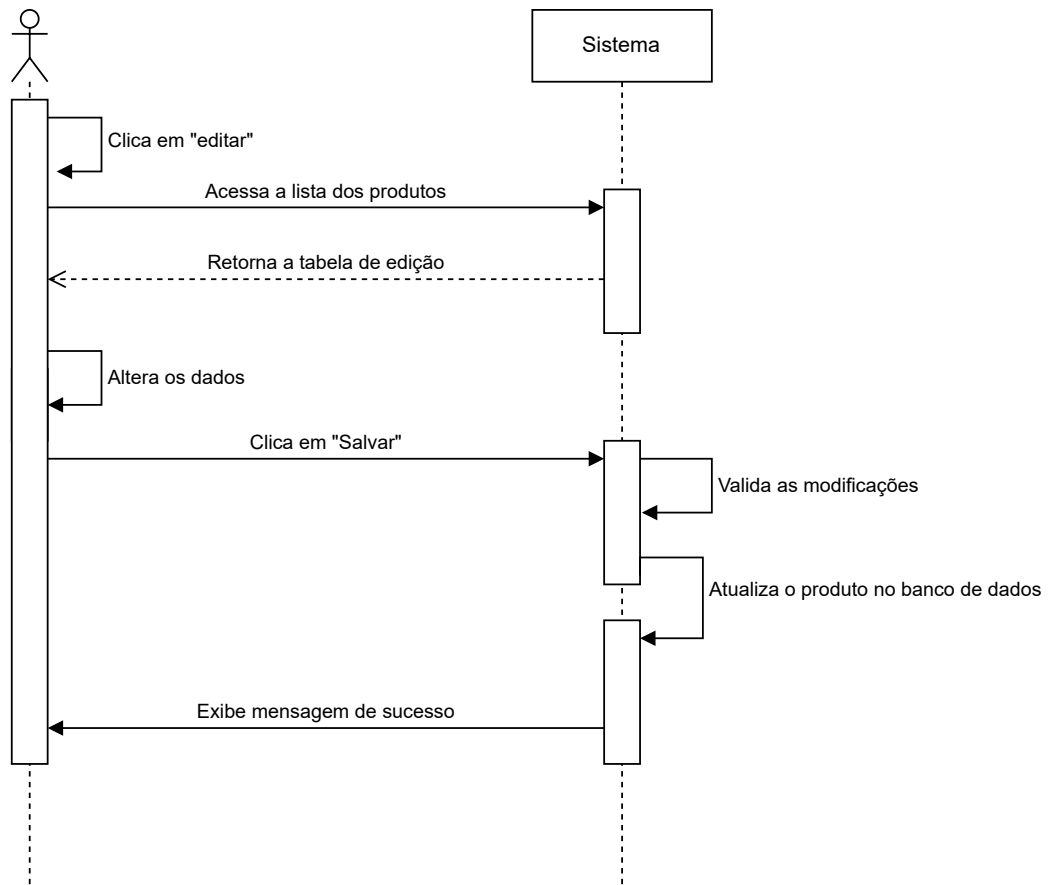 Sistema
Clica em "editar"
Acessa a lista dos produtos
Retorna a tabela de edição
Altera os dados
Clica em "Salvar"
Valida as modificações
Atualiza o produto no banco de dados
Exibe mensagem de sucesso